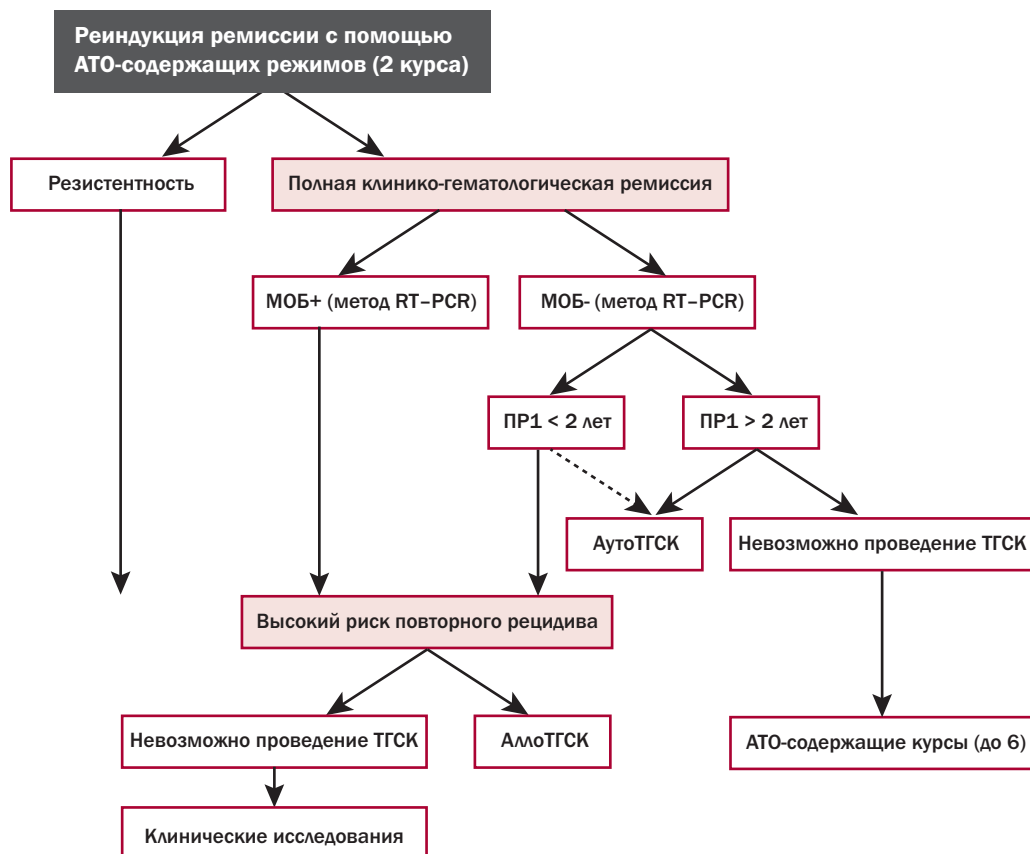 Реиндукция ремиссии с помощью
АТО-содержащих режимов (2 курса)
Резистентность
Полная клинико-гематологическая ремиссия
МОБ+ (метод RT–PCR)
МОБ- (метод RT–PCR)
ПР1 < 2 лет
ПР1 > 2 лет
АутоТГСК
Невозможно проведение ТГСК
Высокий риск повторного рецидива
Невозможно проведение ТГСК
АллоТГСК
АТО-содержащие курсы (до 6)
Клинические исследования